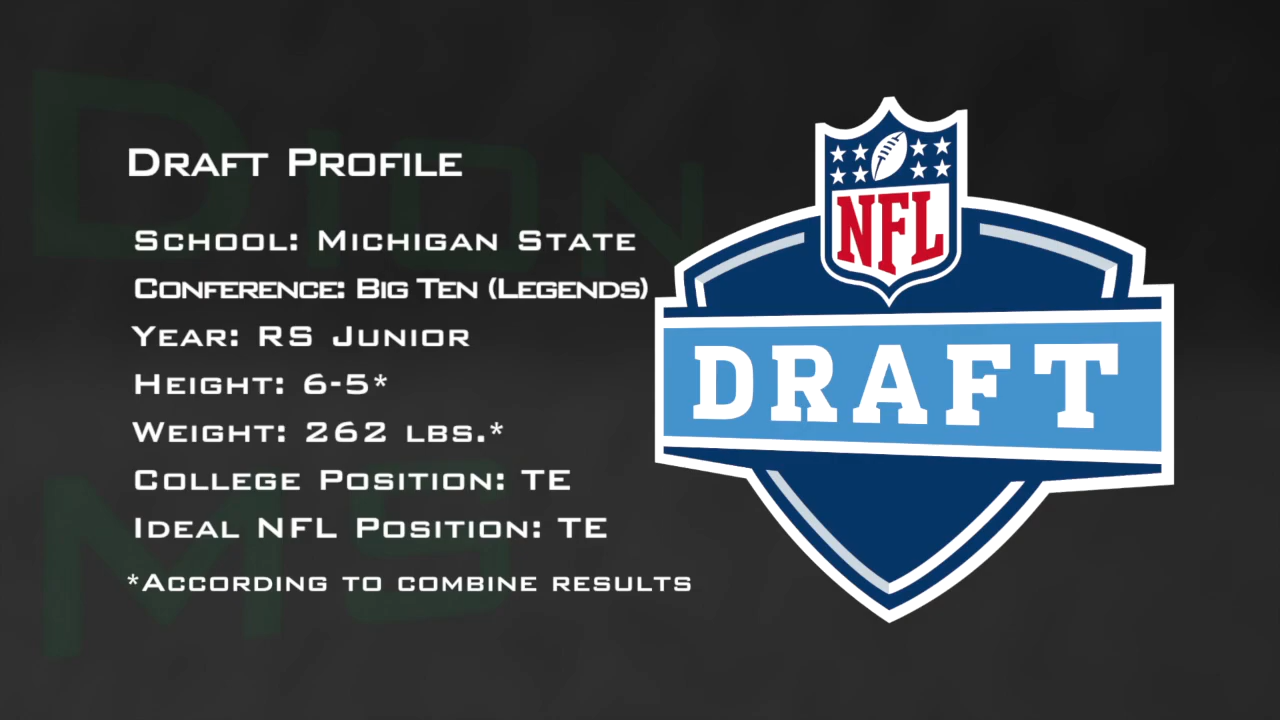 Draft Profile
School: Michigan State
Conference: Big Ten (Legends)
Year: RS Junior
Height: 6-5*
Weight: 262 lbs.*
College Position: TE
Ideal NFL Position: TE
*According to combine results
NFL
DRAFT
Dion